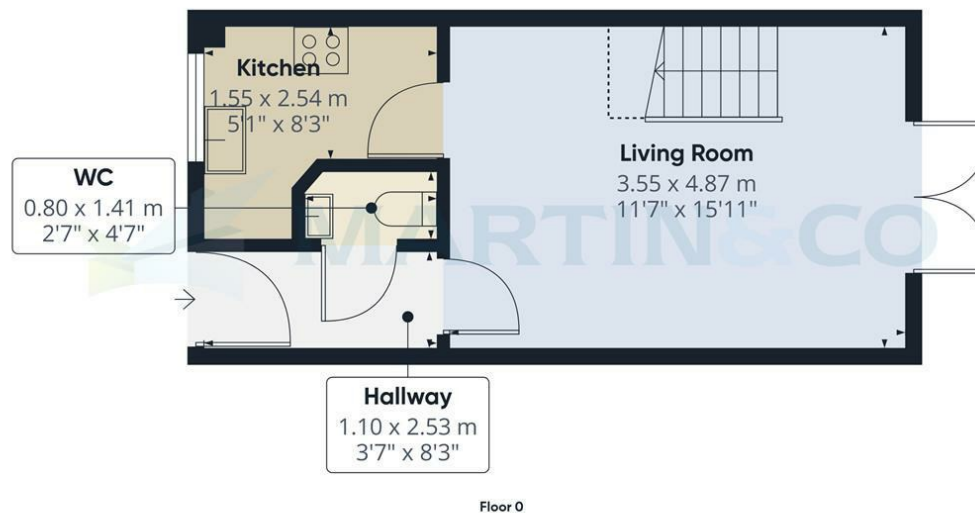 Kitchen
1.55 x 2.54 m
5'1" x 8'3"
WC
0.80 x 1.41 m
2'7" x 4'7"
Living Room
3.55 x 4.87 m
11'7" x 15'11"
MARTIN&CO
Hallway
1.10 x 2.53 m
3'7" x 8'3"
Floor 0